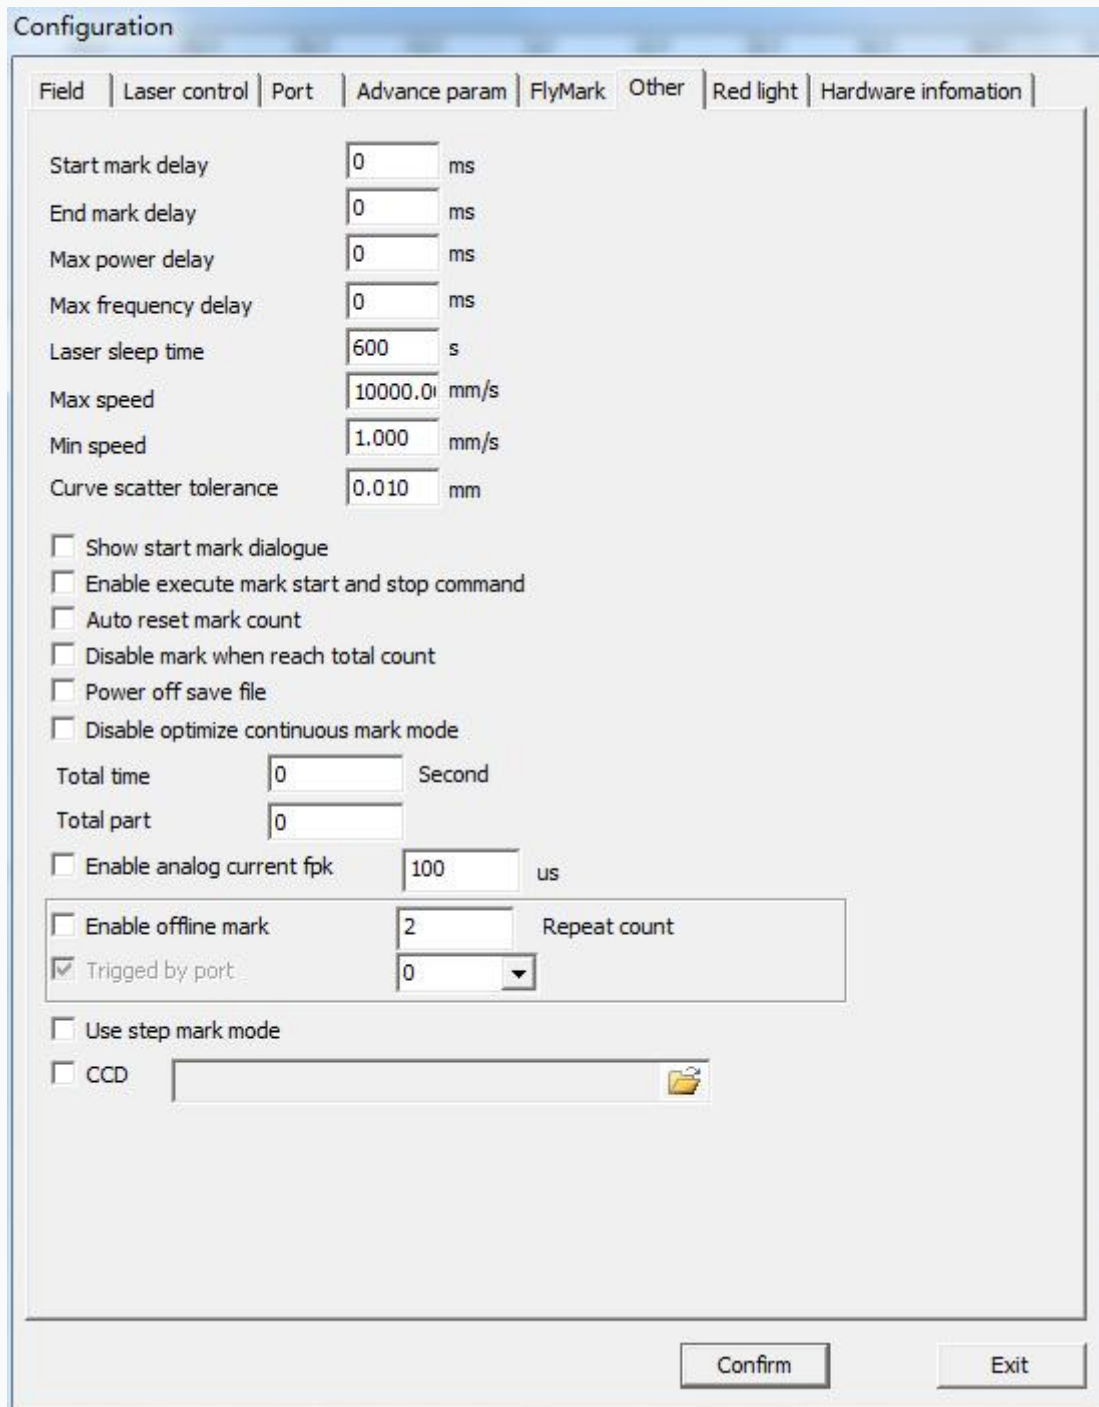 Configuration
Field Laser control Port Advance param FlyMark Other Red light Hardware infomation
Start mark delay 0 ms
End mark delay 0 ms
Max power delay 0 ms
Max frequency delay 0 ms
Laser sleep time 600 s
Max speed 10000.0 mm/s
Min speed 1.000 mm/s
Curve scatter tolerance 0.010 mm
Show start mark dialogue
Enable execute mark start and stop command
Auto reset mark count
Disable mark when reach total count
Power off save file
Disable optimize continuous mark mode
Total time 0 Second
Total part 0
Enable analog current fpk 100 us
Enable offline mark 2 Repeat count
Trigged by port 0
Use step mark mode
CCD
Confirm Exit